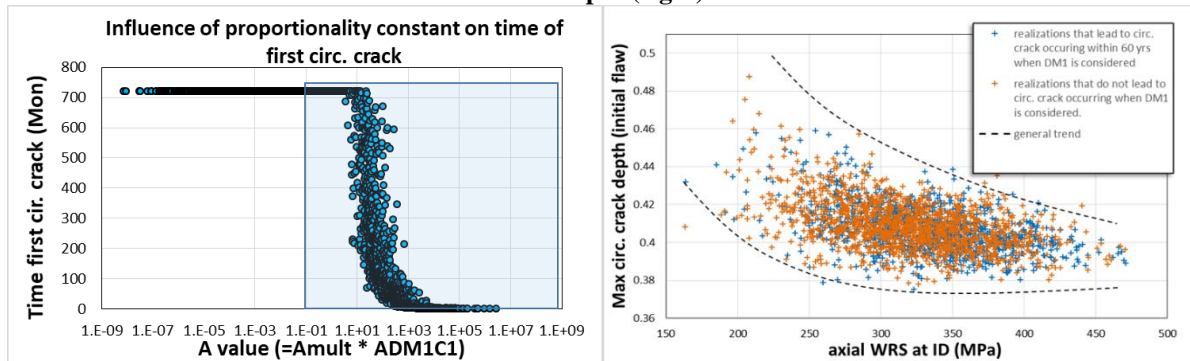 Influence of proportionality constant on time of
first circ. crack
Time first cir. crack (Mon)
800
700
600
500
400
300
200
100
0
1.E-09 1.E-07 1.E-05 1.E-03 1.E-01 1.E+01 1.E+03 1.E+05 1.E+07 1.E+09
A value (=Amult * ADM1C1)
Max circ. crack depth (initial flaw)
0.5
0.48
0.46
0.44
0.42
0.4
0.38
0.36
150 200 250 300 350 400 450 500
axial WRS at ID (MPa)
realizations that lead to circ.
crack occuring within 60 yrs
when DM1 is considered
realizations that do not lead to
circ. crack occurring when DM1
is considered.
general trend